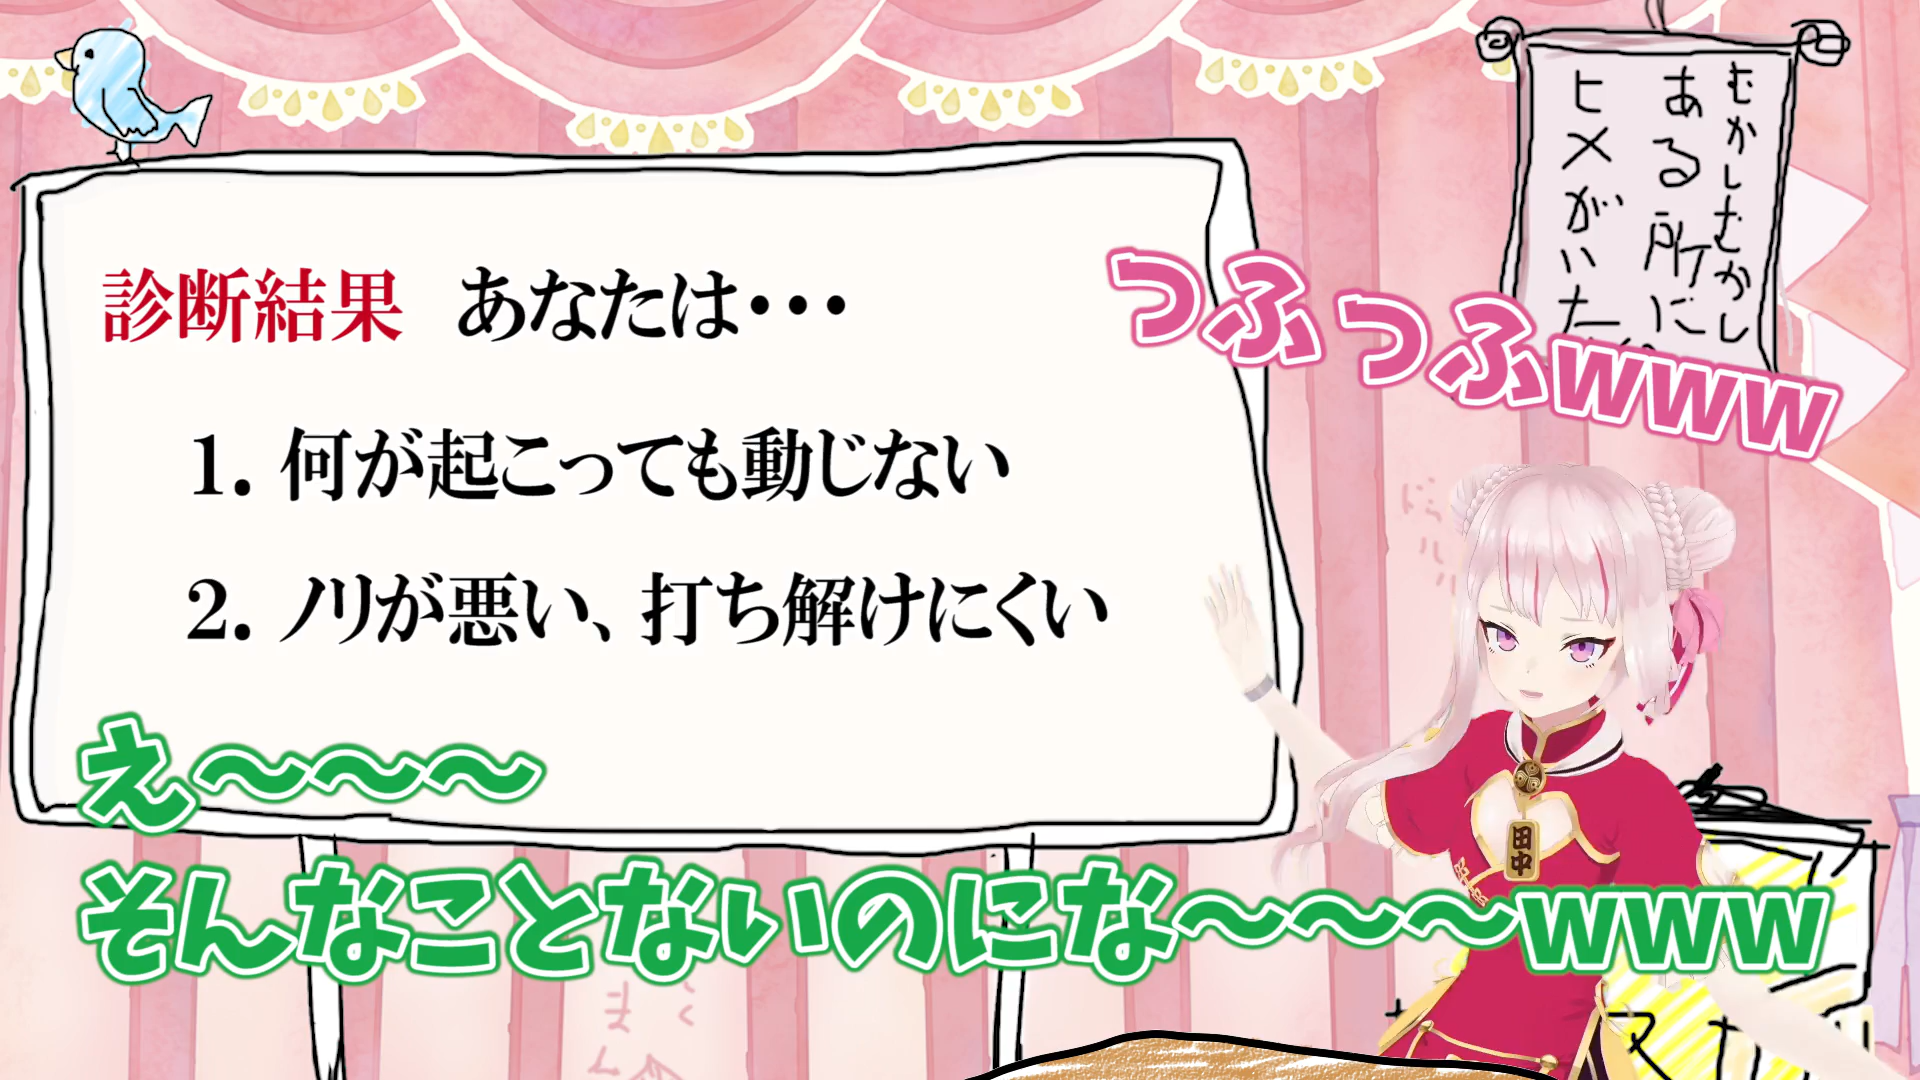 診断結果 あなたは・・・
1. 何が起こっても動じない
2. ノリが悪い、打ち解けにくい
むかしむかし
ある所に
ヒメがいた
つふつふwww
田中
え〜〜〜
そんなことないのにな〜〜〜www